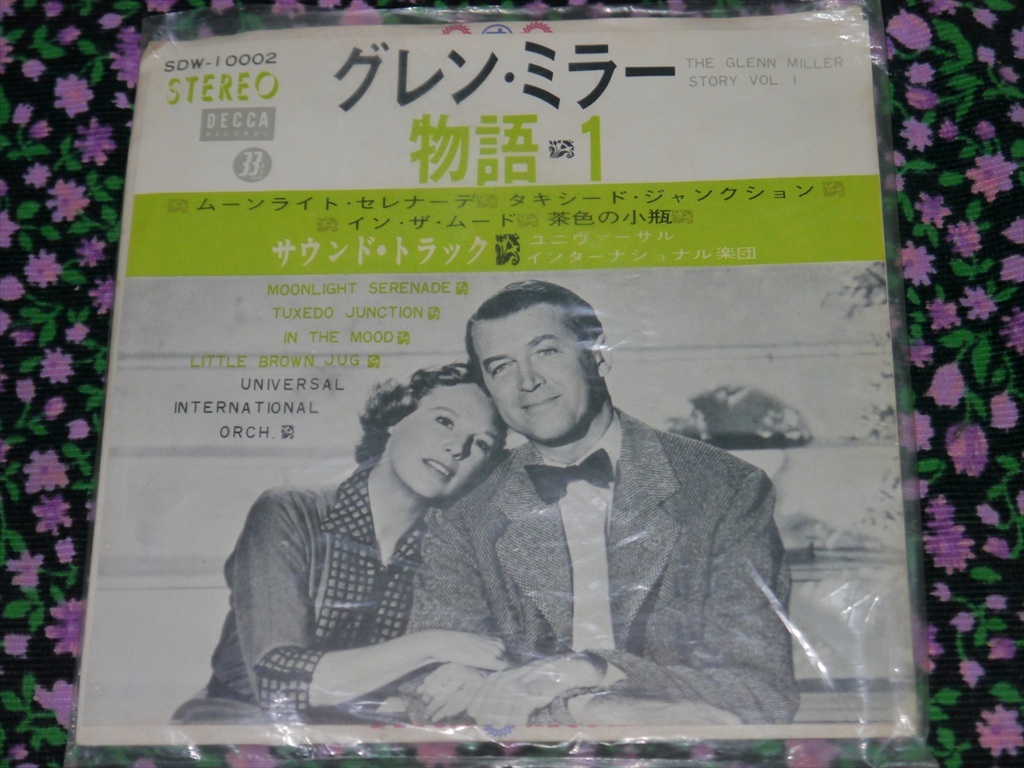 SDW-10002
STEREO
DECCA
RECORDS
33
グレン・ミラー
物語 1
THE GLENN MILLER
STORY VOL. 1
ムーンライト・セレナーデ タキシード・ジャンクション
イン・ザ・ムード 茶色の小瓶
サウンド・トラック
ユニヴァーサル
インターナショナル楽団
MOONLIGHT SERENADE
TUXEDO JUNCTION
IN THE MOOD
LITTLE BROWN JUG
UNIVERSAL
INTERNATIONAL
ORCH.